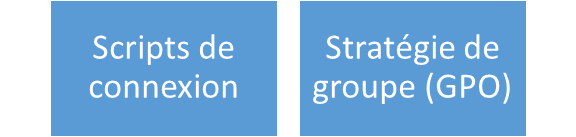 Scripts de
connexion
Stratégie de
groupe (GPO)